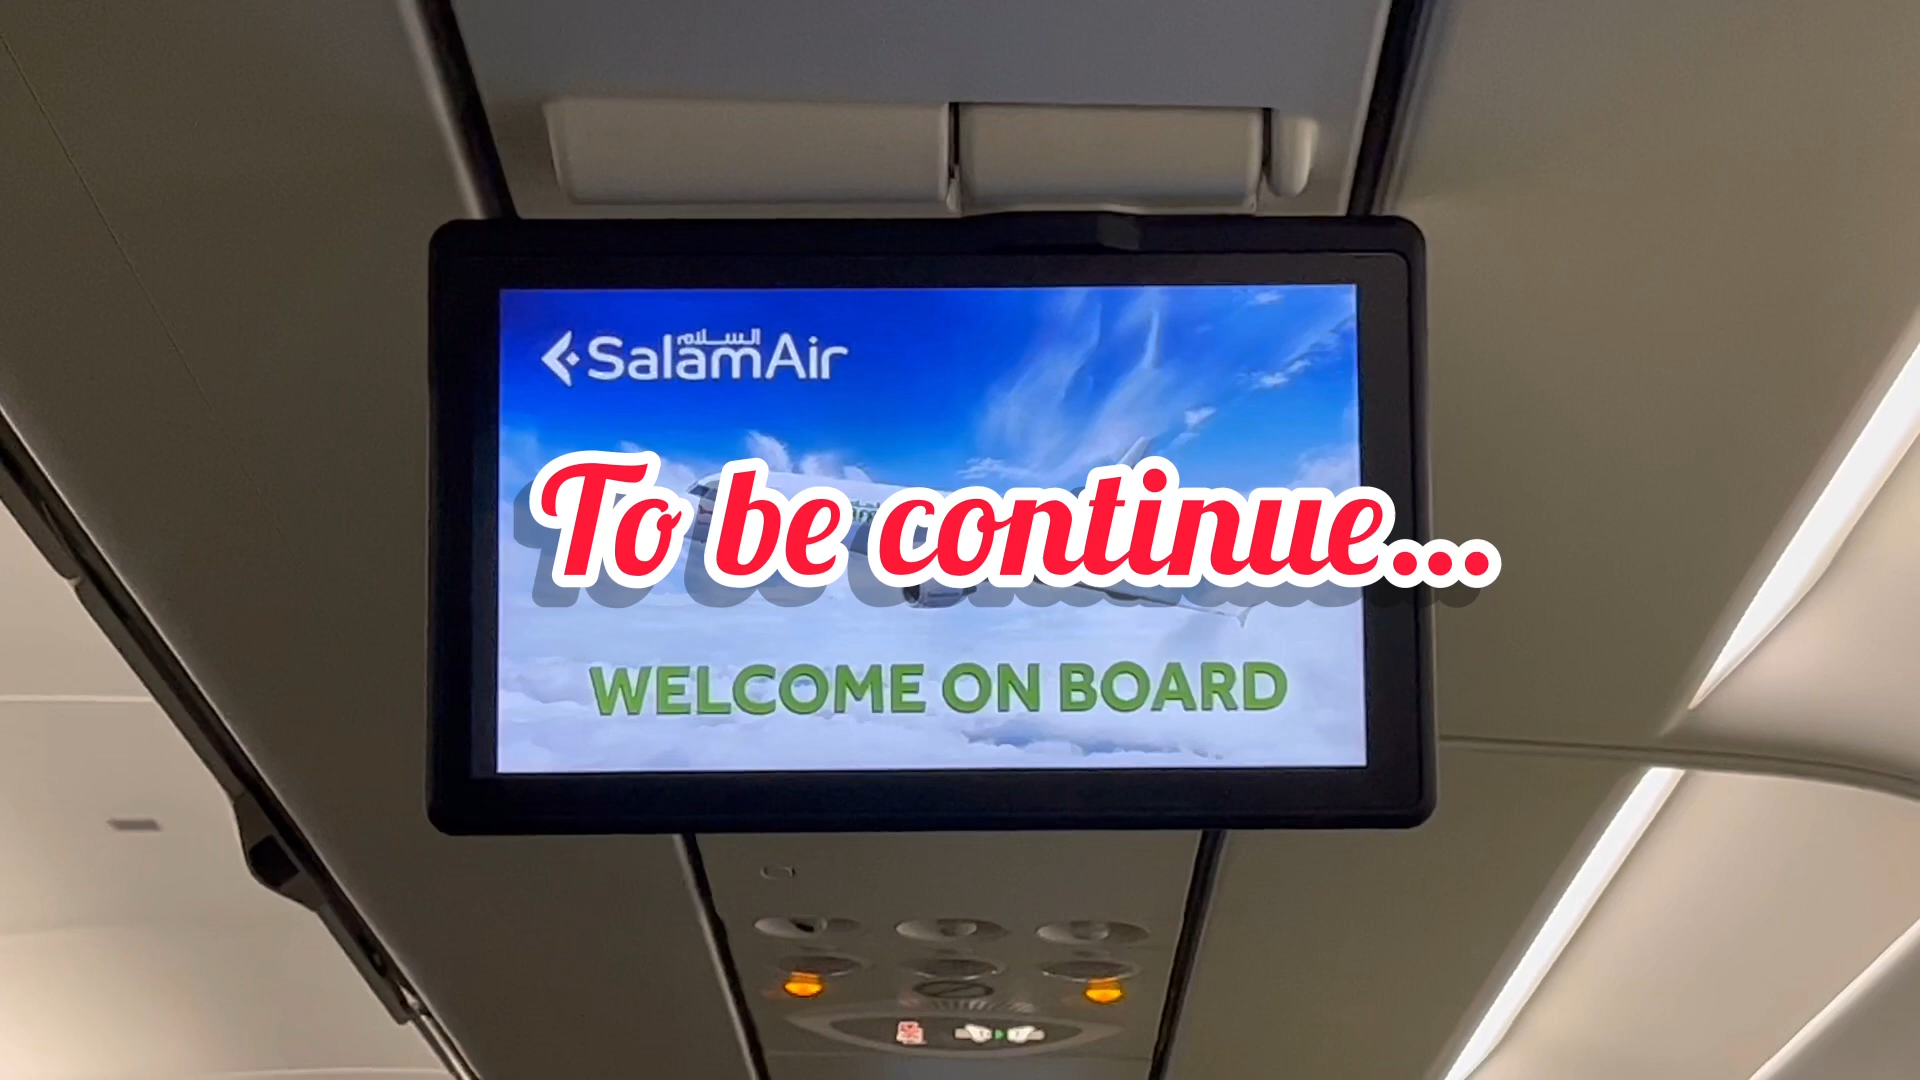 السلام
SalamAir
To be continue...
WELCOME ON BOARD